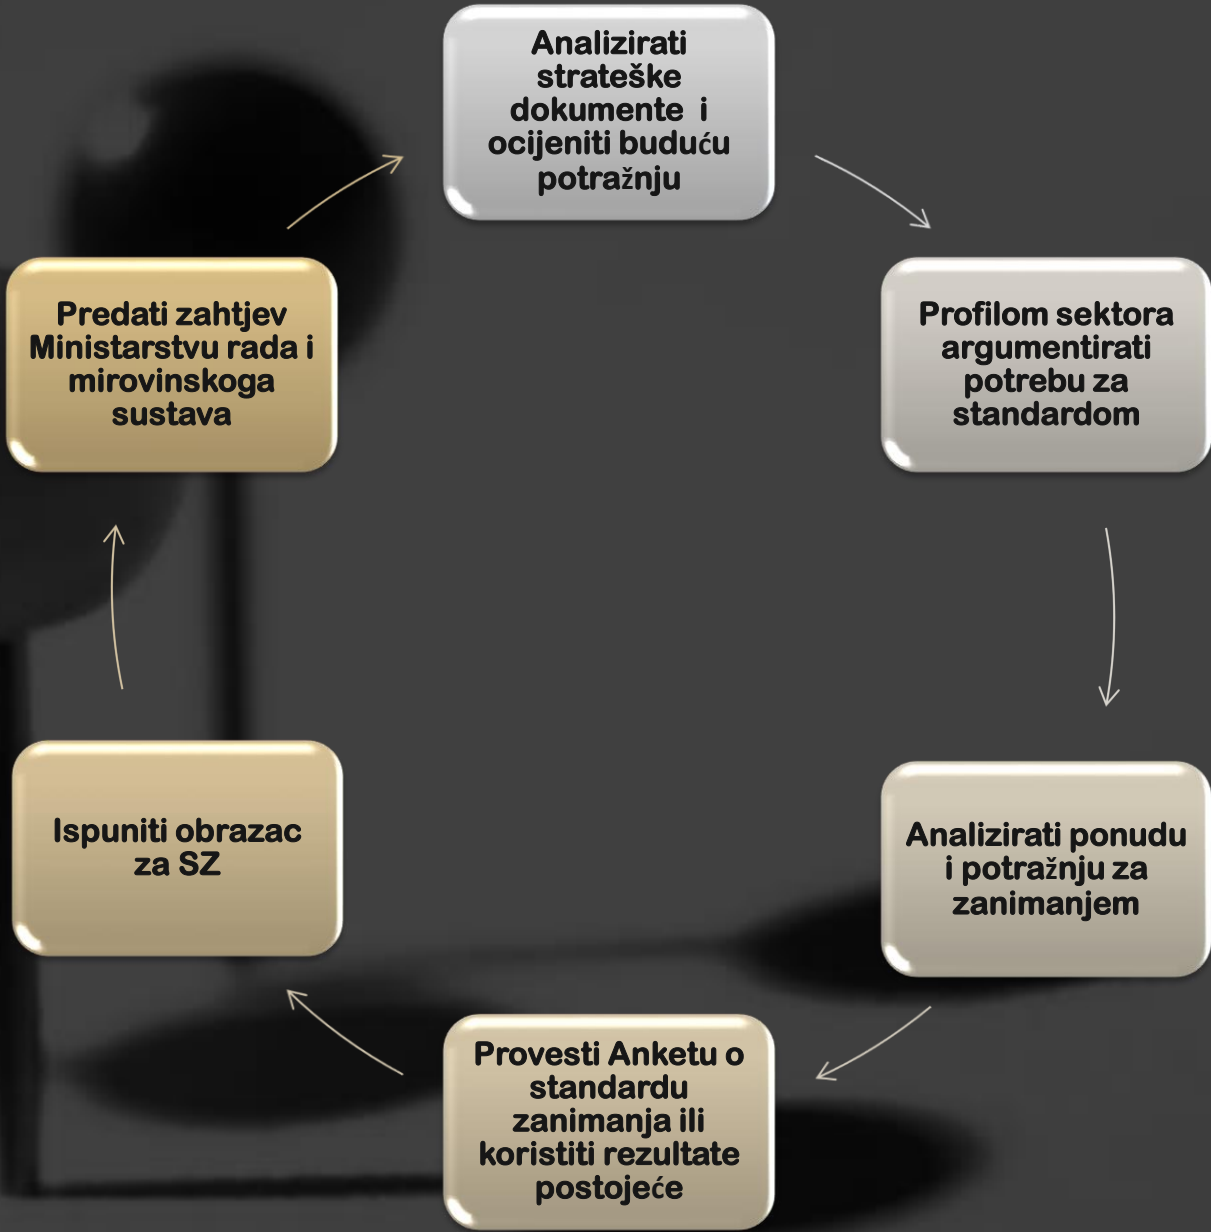 Analizirati
strateške
dokumente i
ocijeniti buduću
potražnju
Profilom sektora
argumentirati
potrebu za
standardom
Analizirati ponudu
i potražnju za
zanimanjem
Provesti Anketu o
standardu
zanimanja ili
koristiti rezultate
postojeće
Ispuniti obrazac
za SZ
Predati zahtjev
Ministarstvu rada i
mirovinskoga
sustava